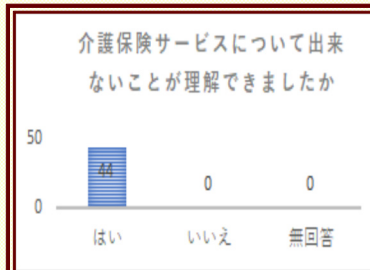 介護保険サービスについて出来
ないことが理解できましたか
50
44
0
0
0
はい
いいえ
無回答